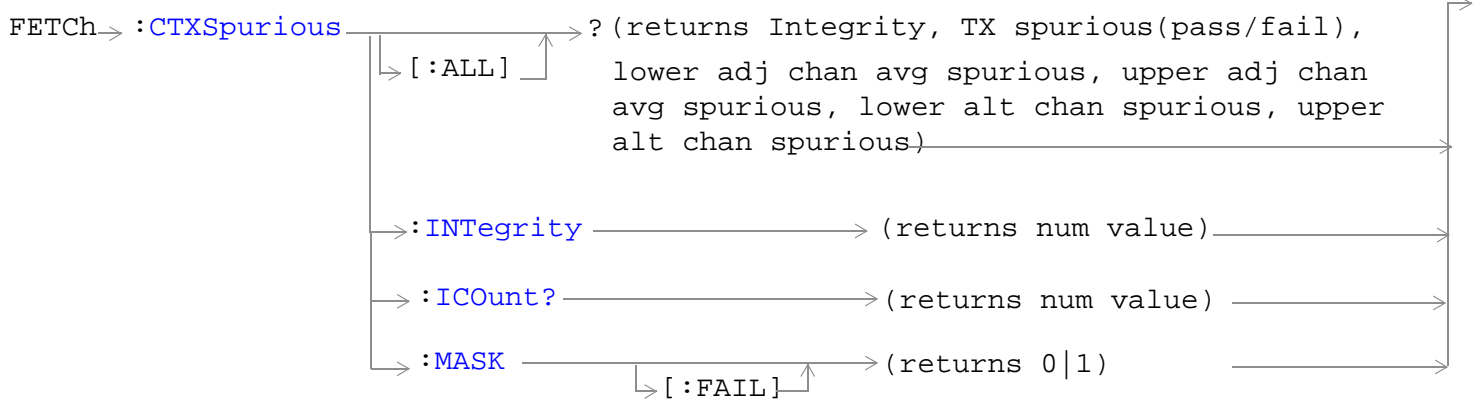 FETCh :CTXSpurious ?(returns Integrity, TX spurious(pass/fail),
[:ALL] lower adj chan avg spurious, upper adj chan
avg spurious, lower alt chan spurious, upper
alt chan spurious)
:INTegrity (returns num value)
:ICOunt? (returns num value)
:MASK (returns 0|1)
[:FAIL]